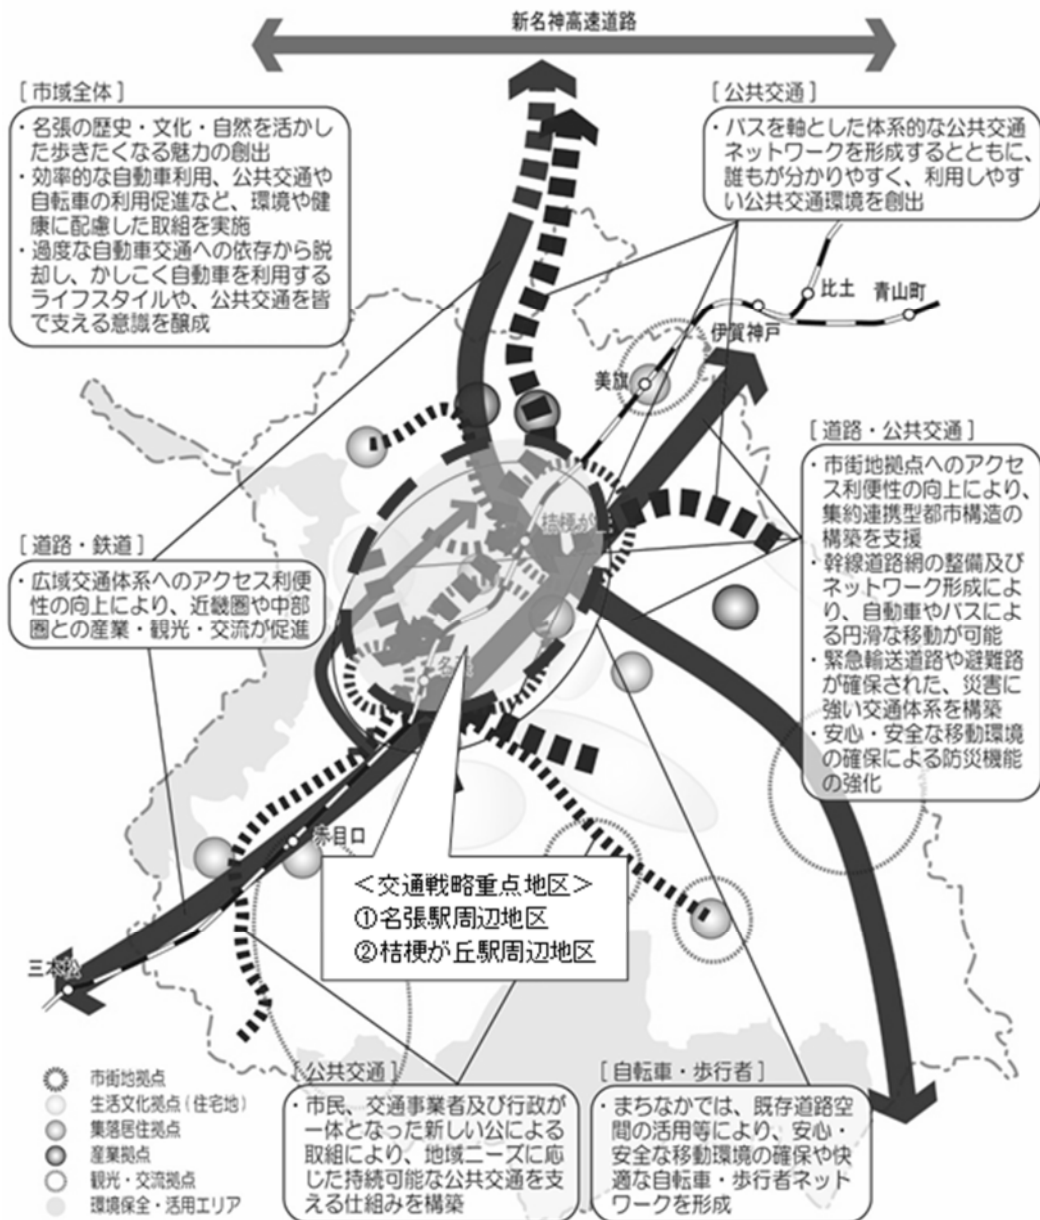 新名神高速道路
[市域全体]
・名張の歴史・文化・自然を活かし
た歩きたくなる魅力の創出
・効率的な自動車利用、公共交通や
自転車の利用促進など、環境や健
康に配慮した取組を実施
・過度な自動車交通への依存から脱
却し、かしこく自動車を利用する
ライフスタイルや、公共交通を皆
で支える意識を醸成
[公共交通]
・バスを軸とした体系的な公共交通
ネットワークを形成するとともに、
誰もが分かりやすく、利用しやす
い公共交通環境を創出
比土
青山町
伊賀神戸
美旗
[道路・公共交通]
・市街地拠点へのアクセ
ス利便性の向上により、
集約連携型都市構造の
構築を支援
・幹線道路網の整備及び
ネットワーク形成によ
り、自動車やバスによ
る円滑な移動が可能
・緊急輸送道路や避難路
が確保された、災害に
強い交通体系を構築
・安心・安全な移動環境
の確保による防災機能
の強化
桔梗が
[道路・鉄道]
・広域交通体系へのアクセス利便
性の向上により、近畿圏や中部
圏との産業・観光・交流が促進
名張
赤目口
<交通戦略重点地区>
①名張駅周辺地区
②桔梗が丘駅周辺地区
三本松
市街地拠点
生活文化拠点(住宅地)
集落居住拠点
産業拠点
観光・交流拠点
環境保全・活用エリア
[公共交通]
・市民、交通事業者及び行政が
一体となった新しい公による
取組により、地域ニーズに応
じた持続可能な公共交通を支
える仕組みを構築
[自転車・歩行者]
・まちなかでは、既存道路空
間の活用等により、安心・
安全な移動環境の確保や快
適な自転車・歩行者ネット
ワークを形成